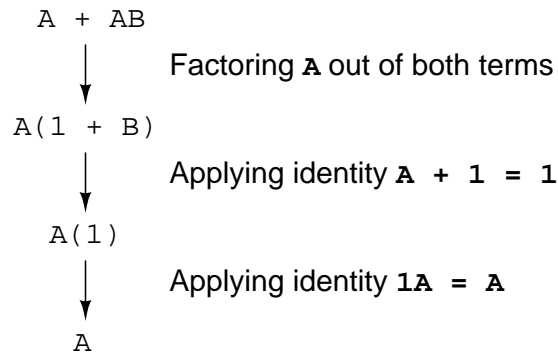 A + AB
Factoring A out of both terms
A(1 + B)
Applying identity A + 1 = 1
A(1)
Applying identity 1A = A
A